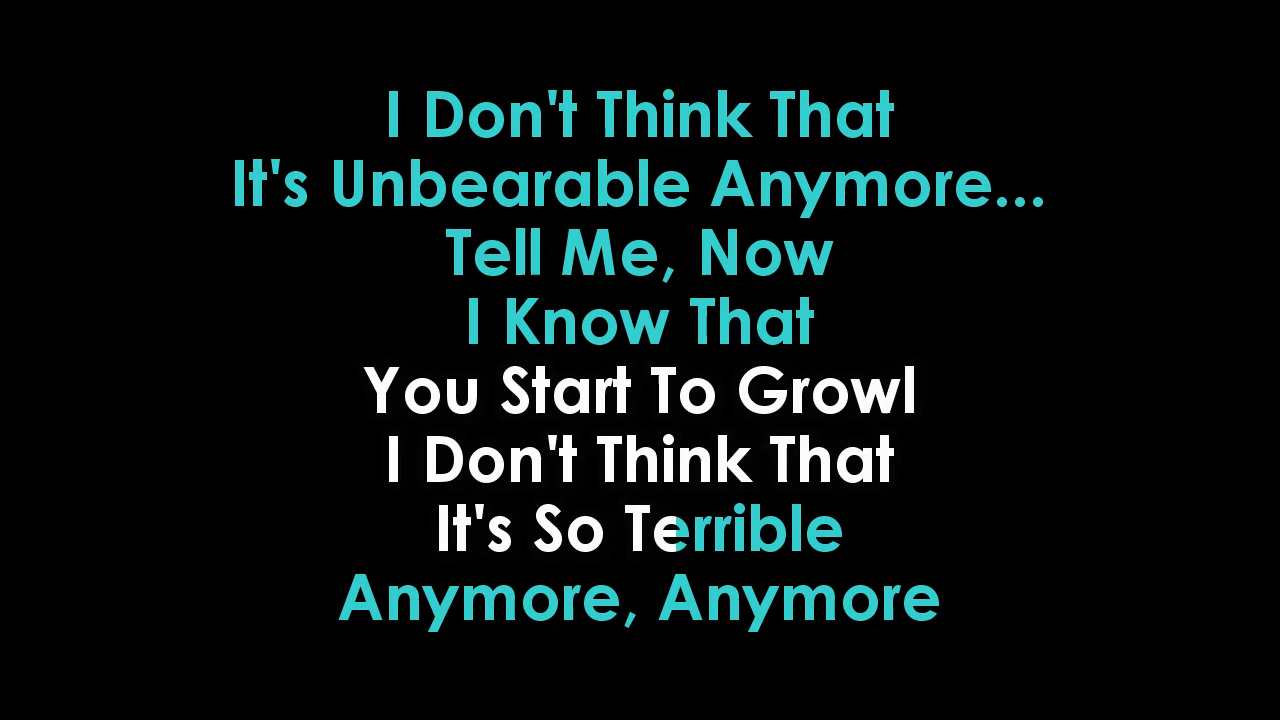 I Don't Think That
It's Unbearable Anymore...
Tell Me, Now
I Know That
You Start To Growl
I Don't Think That
It's So Terrible
Anymore, Anymore